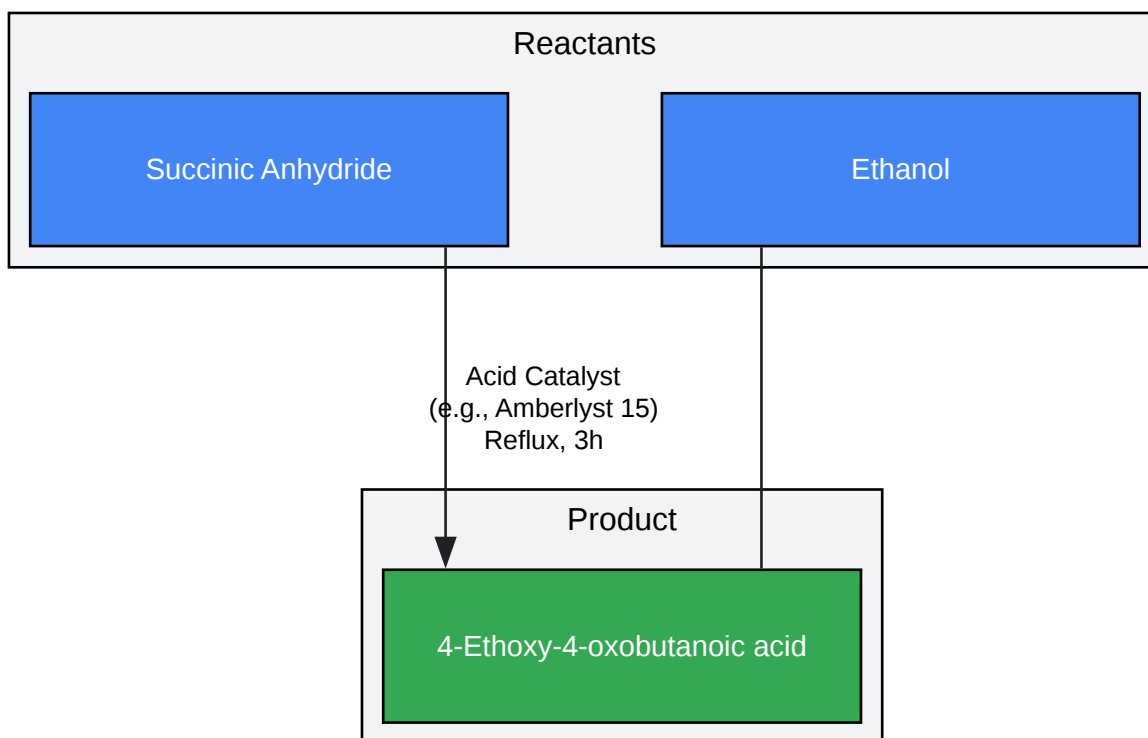 Reactants
Succinic Anhydride
Ethanol
Acid Catalyst
(e.g., Amberlyst 15)
Reflux, 3h
Product
4-Ethoxy-4-oxobutanoic acid